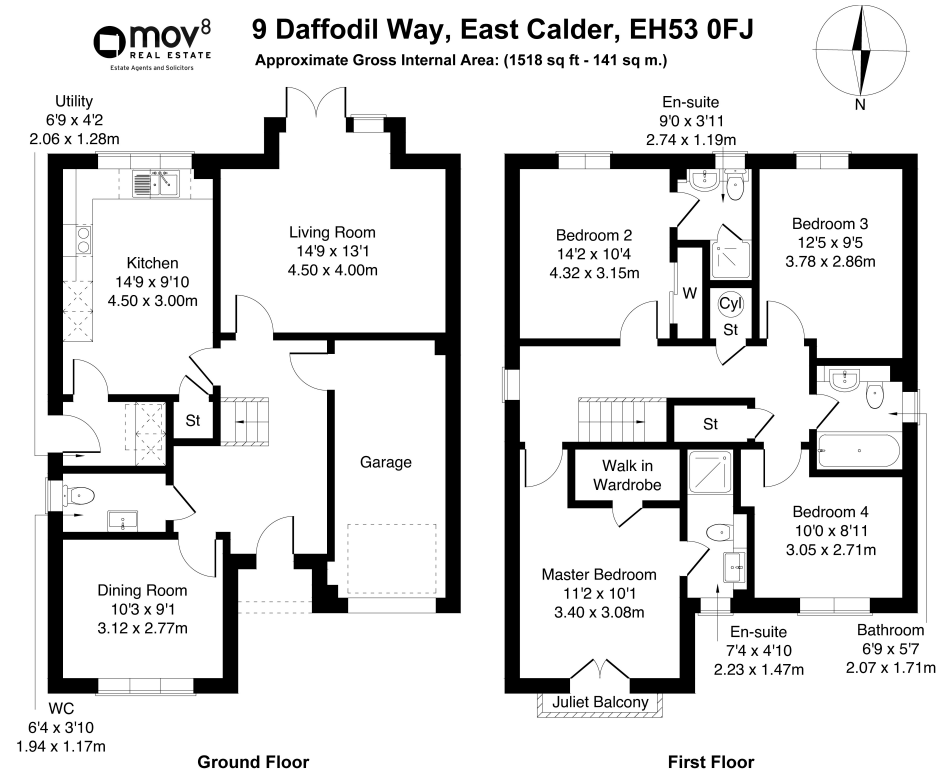 mov8
REAL ESTATE
Estate Agents and Solicitors
9 Daffodil Way, East Calder, EH53 0FJ
Approximate Gross Internal Area: (1518 sq ft - 141 sq m.)
N
Utility
6'9 x 4'2
2.06 x 1.28m
Kitchen
14'9 x 9'10
4.50 x 3.00m
Living Room
14'9 x 13'1
4.50 x 4.00m
St
Garage
Dining Room
10'3 x 9'1
3.12 x 2.77m
WC
6'4 x 3'10
1.94 x 1.17m
Ground Floor
En-suite
9'0 x 3'11
2.74 x 1.19m
Bedroom 2
14'2 x 10'4
4.32 x 3.15m
W
Cyl
St
Bedroom 3
12'5 x 9'5
3.78 x 2.86m
St
Walk in
Wardrobe
Master Bedroom
11'2 x 10'1
3.40 x 3.08m
Bedroom 4
10'0 x 8'11
3.05 x 2.71m
En-suite
7'4 x 4'10
2.23 x 1.47m
Bathroom
6'9 x 5'7
2.07 x 1.71m
Juliet Balcony
First Floor